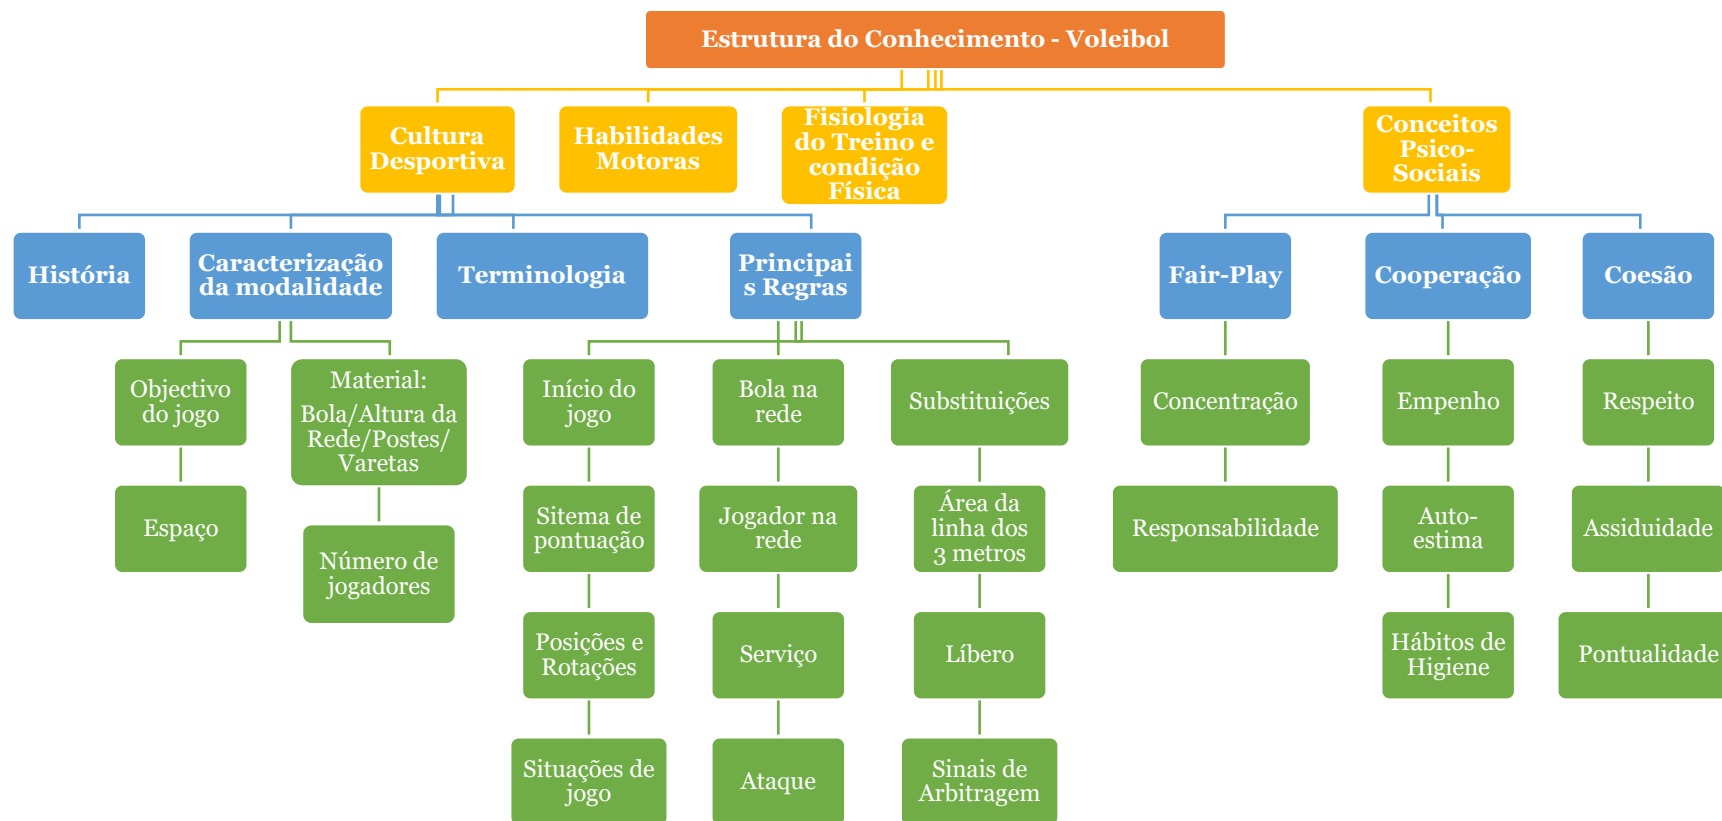 Estrutura do Conhecimento - Voleibol
Cultura
Desportiva
Habilidades
Motoras
Fisiologia
do Treino e
condição
Física
Conceitos
Psico-
Sociais
História
Caracterização
da modalidade
Terminologia
Principai
s Regras
Fair-Play
Cooperação
Coesão
Objectivo
do jogo
Material:
Bola/Altura da
Rede/Postes/
Varetas
Início do
jogo
Bola na
rede
Substituições
Concentração
Empenho
Respeito
Espaço
Número de
jogadores
Sitema de
pontuação
Jogador na
rede
Área da
linha dos
3 metros
Responsabilidade
Auto-
estima
Assiduidade
Posições e
Rotações
Serviço
Líbero
Hábitos de
Higiene
Pontualidade
Situações de
jogo
Ataque
Sinais de
Arbitragem